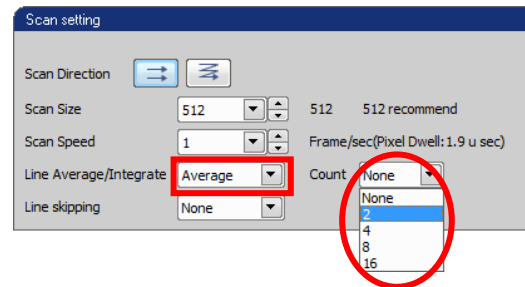 Scan setting
Scan Direction
Scan Size 512 512 512 recommend
Scan Speed 1 Frame/sec(Pixel Dwell: 1.9 u sec)
Line Average/Integrate Average Count None
Line skipping None None
2
4
8
16